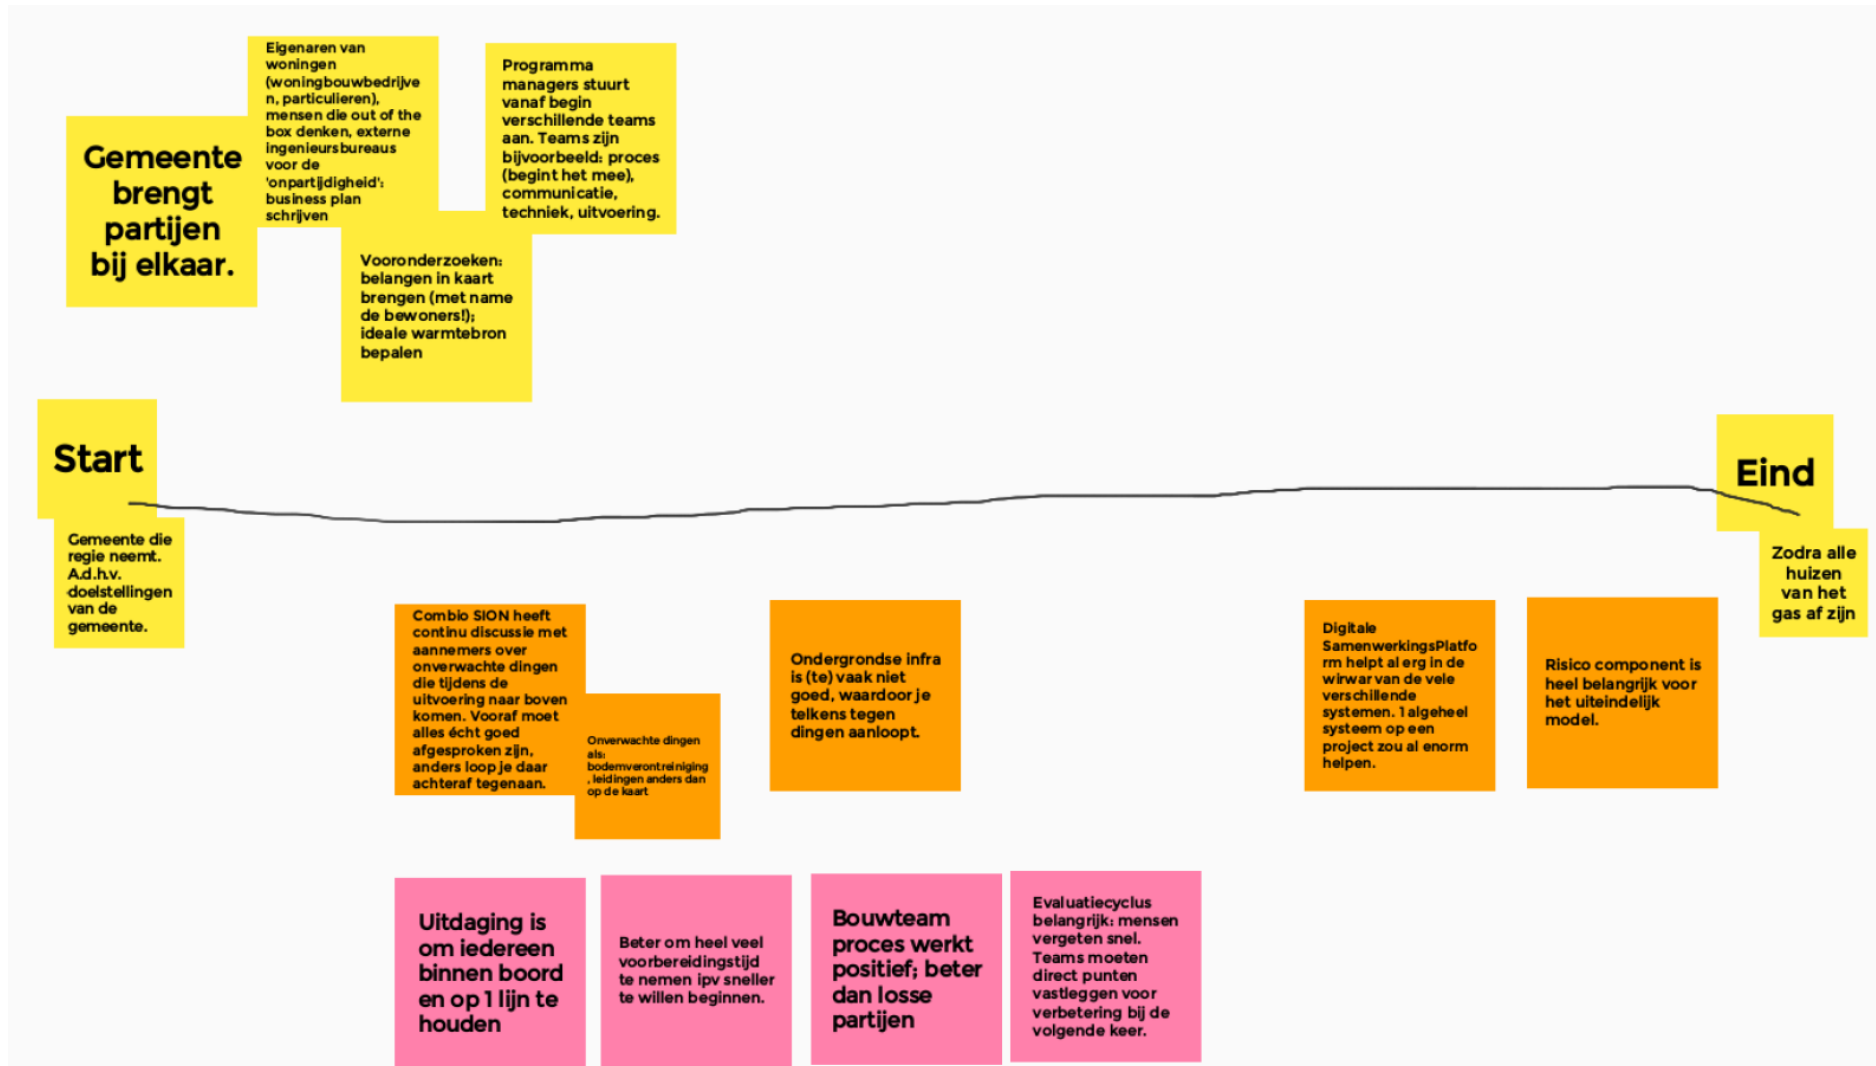 Gemeente
brengt
partijen
bij elkaar.
Eigenaren van
woningen
(woningbouwbedrijve
n, particulieren),
mensen die out of the
box denken, externe
ingenieursbureaus
voor de
'onpartijdigheid':
business plan
schrijven
Programma
managers stuurt
vanaf begin
verschillende teams
aan. Teams zijn
bijvoorbeeld: proces
(begint het mee),
communicatie,
techniek, uitvoering.
Vooronderzoeken:
belangen in kaart
brengen (met name
de bewoners!);
ideale warmtebron
bepalen
Start
Gemeente die
regie neemt.
A.d.h.v.
doelstellingen
van de
gemeente.
Eind
Zodra alle
huizen
van het
gas af zijn
Combio SION heeft
continu discussie met
aannemers over
onverwachte dingen
die tijdens de
uitvoering naar boven
komen. Vooraf moet
alles écht goed
afgesproken zijn,
anders loop je daar
achteraf tegenaan.
Onverwachte dingen
als:
bodemverontreiniging
, leidingen anders dan
op de kaart
Ondergrondse infra
is (te) vaak niet
goed, waardoor je
telkens tegen
dingen aanloopt.
Digitale
SamenwerkingsPlatfo
rm helpt al erg in de
wirwar van de vele
verschillende
systemen. 1 algeheel
systeem op een
project zou al enorm
helpen.
Risico component is
heel belangrijk voor
het uiteindelijk
model.
Uitdaging is
om iedereen
binnen boord
en op 1 lijn te
houden
Beter om heel veel
voorbereidingstijd
te nemen ipv sneller
te willen beginnen.
Bouwteam
proces werkt
positief; beter
dan losse
partijen
Evaluatiecyclus
belangrijk: mensen
vergeten snel.
Teams moeten
direct punten
vastleggen voor
verbetering bij de
volgende keer.